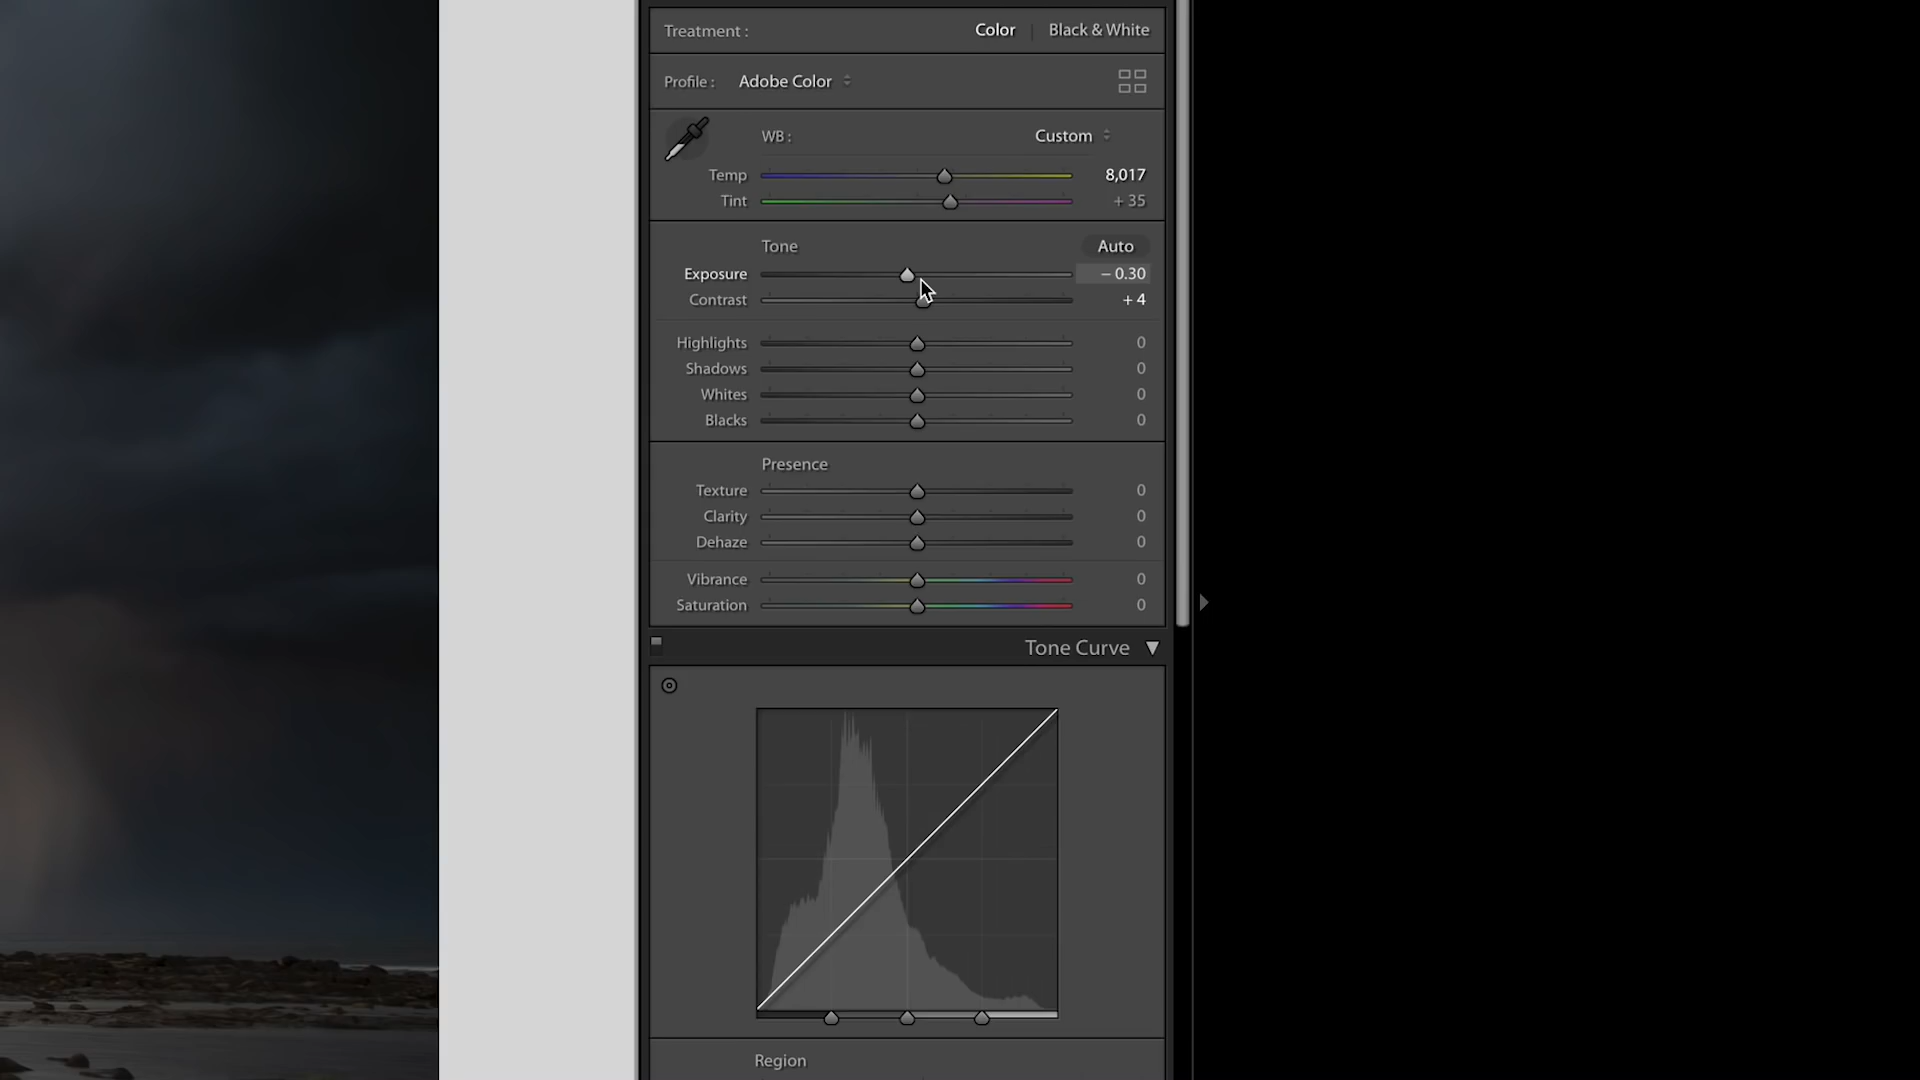 Treatment : Color | Black & White
Profile : Adobe Color
WB : Custom
Temp 8,017
Tint + 35
Tone Auto
Exposure – 0.30
Contrast + 4
Highlights 0
Shadows 0
Whites 0
Blacks 0
Presence
Texture 0
Clarity 0
Dehaze 0
Vibrance 0
Saturation 0
Tone Curve
Region